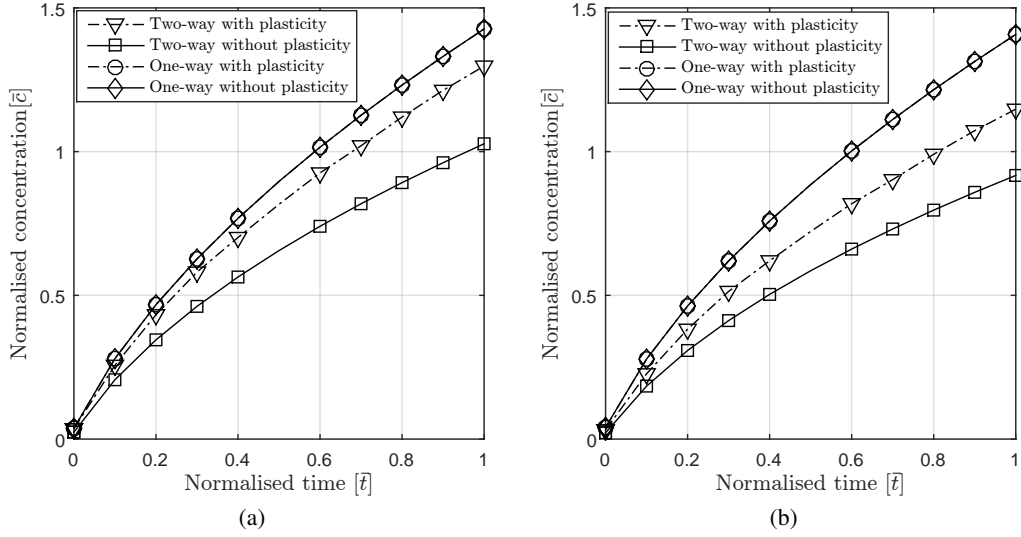 Two-way with plasticity
Two-way without plasticity
One-way with plasticity
One-way without plasticity
1.5
1
0.5
0
Normalised concentration[c̄]
0 0.2 0.4 0.6 0.8 1
Normalised time [t̄]
(a)
Two-way with plasticity
Two-way without plasticity
One-way with plasticity
One-way without plasticity
1.5
1
0.5
0
Normalised concentration[c̄]
0 0.2 0.4 0.6 0.8 1
Normalised time [t̄]
(b)